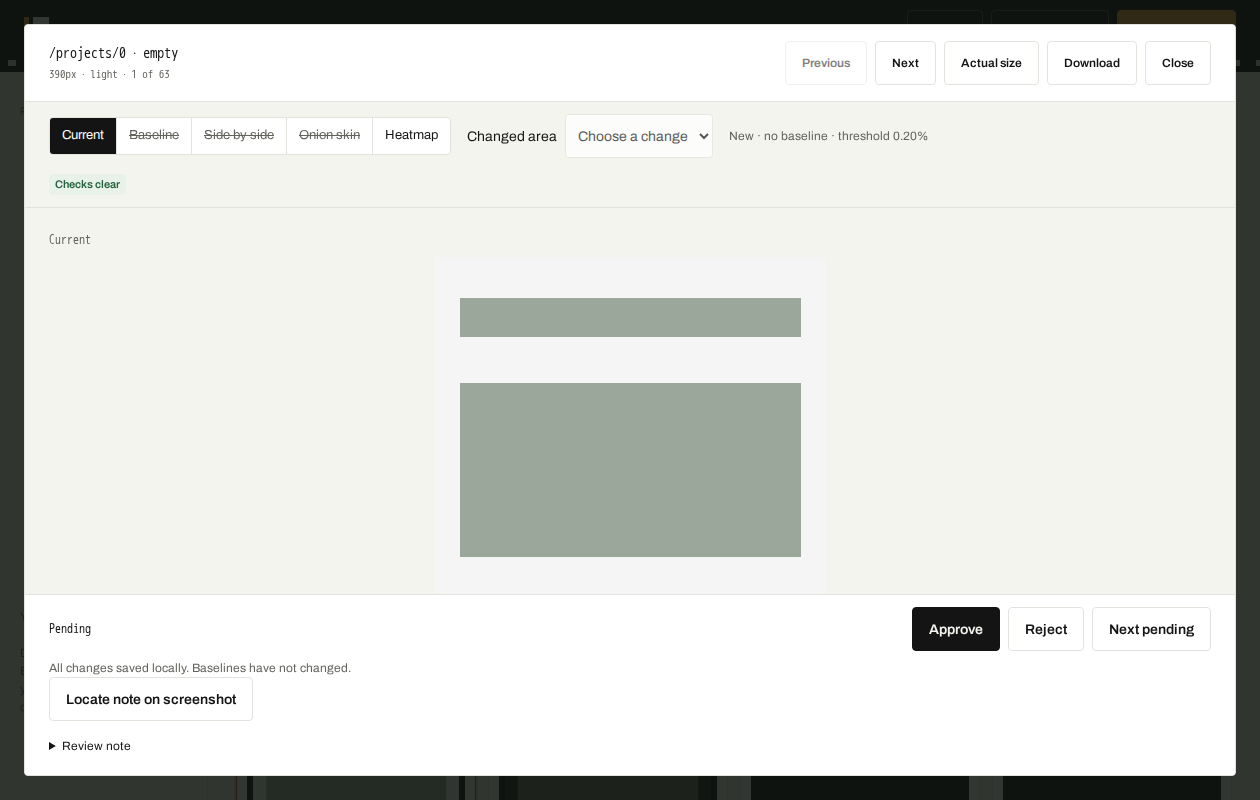 /projects/0 · empty
390px · light · 1 of 63
Previous
Next
Actual size
Download
Close
Current
Baseline
Side by side
Onion skin
Heatmap
Changed area
Choose a change
New · no baseline · threshold 0.20%
Checks clear
Current
Pending
Approve
Reject
Next pending
All changes saved locally. Baselines have not changed.
Locate note on screenshot
Review note